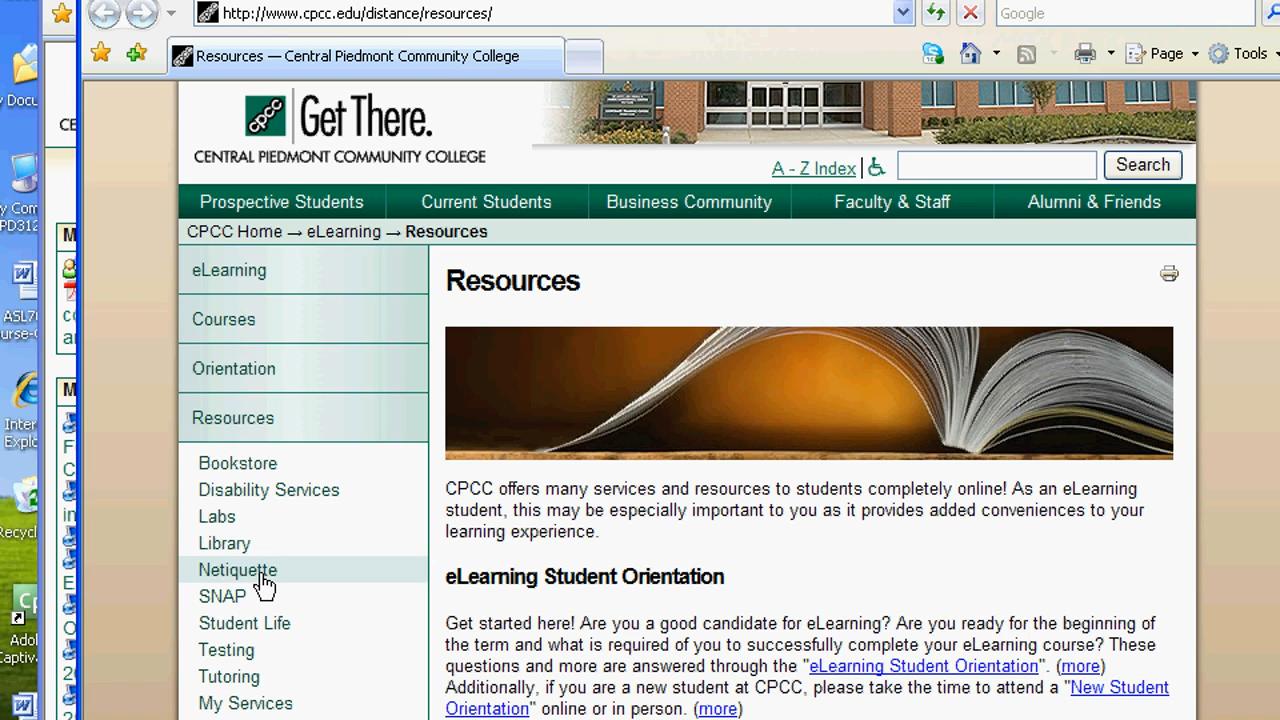 http://www.cpcc.edu/distance/resources/
Google
Resources — Central Piedmont Community College
Page
Tools
cpcc Get There.
CENTRAL PIEDMONT COMMUNITY COLLEGE
A - Z Index
Search
Prospective Students
Current Students
Business Community
Faculty & Staff
Alumni & Friends
CPCC Home → eLearning → Resources
eLearning
Courses
Orientation
Resources
Bookstore
Disability Services
Labs
Library
Netiquette
SNAP
Student Life
Testing
Tutoring
My Services
Resources
CPCC offers many services and resources to students completely online! As an eLearning
student, this may be especially important to you as it provides added conveniences to your
learning experience.
eLearning Student Orientation
Get started here! Are you a good candidate for eLearning? Are you ready for the beginning of
the term and what is required of you to successfully complete your eLearning course? These
questions and more are answered through the "eLearning Student Orientation". (more)
Additionally, if you are a new student at CPCC, please take the time to attend a "New Student
Orientation" online or in person. (more)